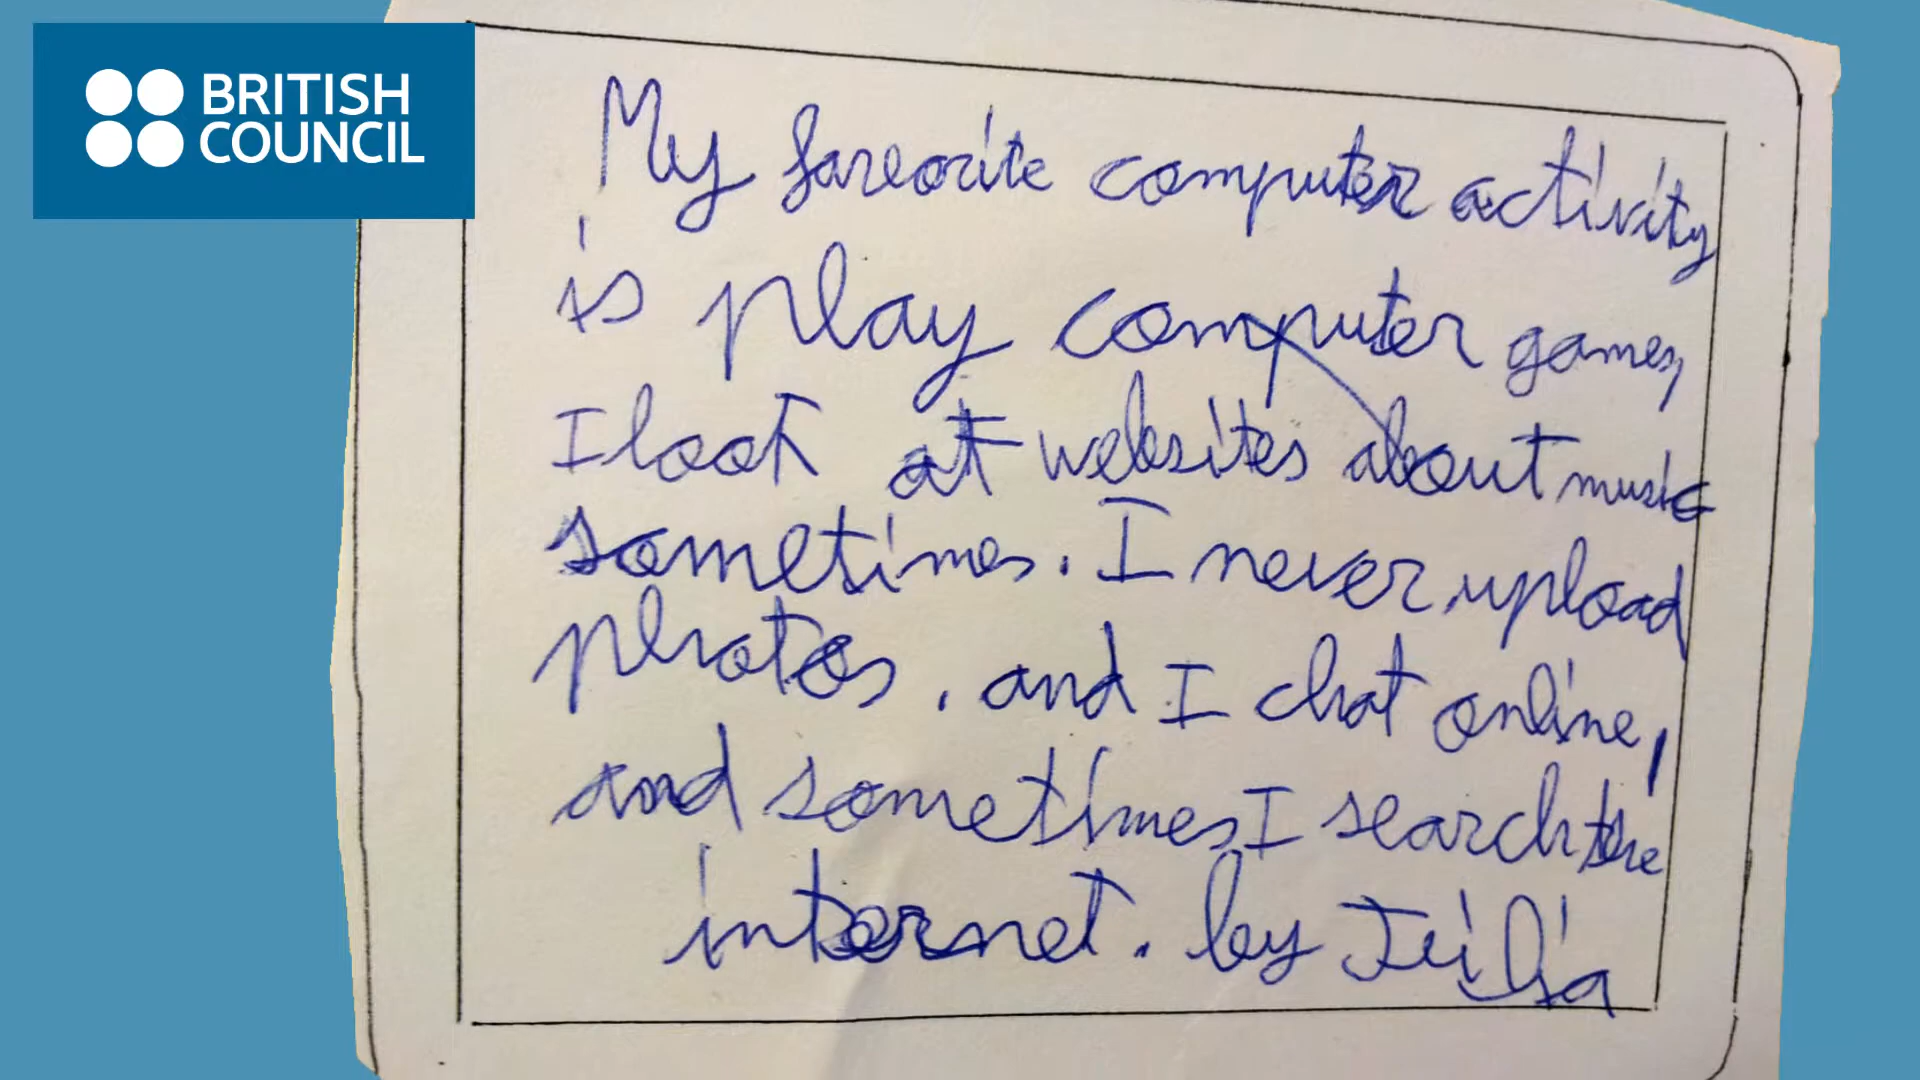 BRITISH
COUNCIL
My faveorite computer activity
is play computer games,
I look at websites about music
sometimes. I never upload
photos, and I chat online,
and sometimes I search the
internet. by